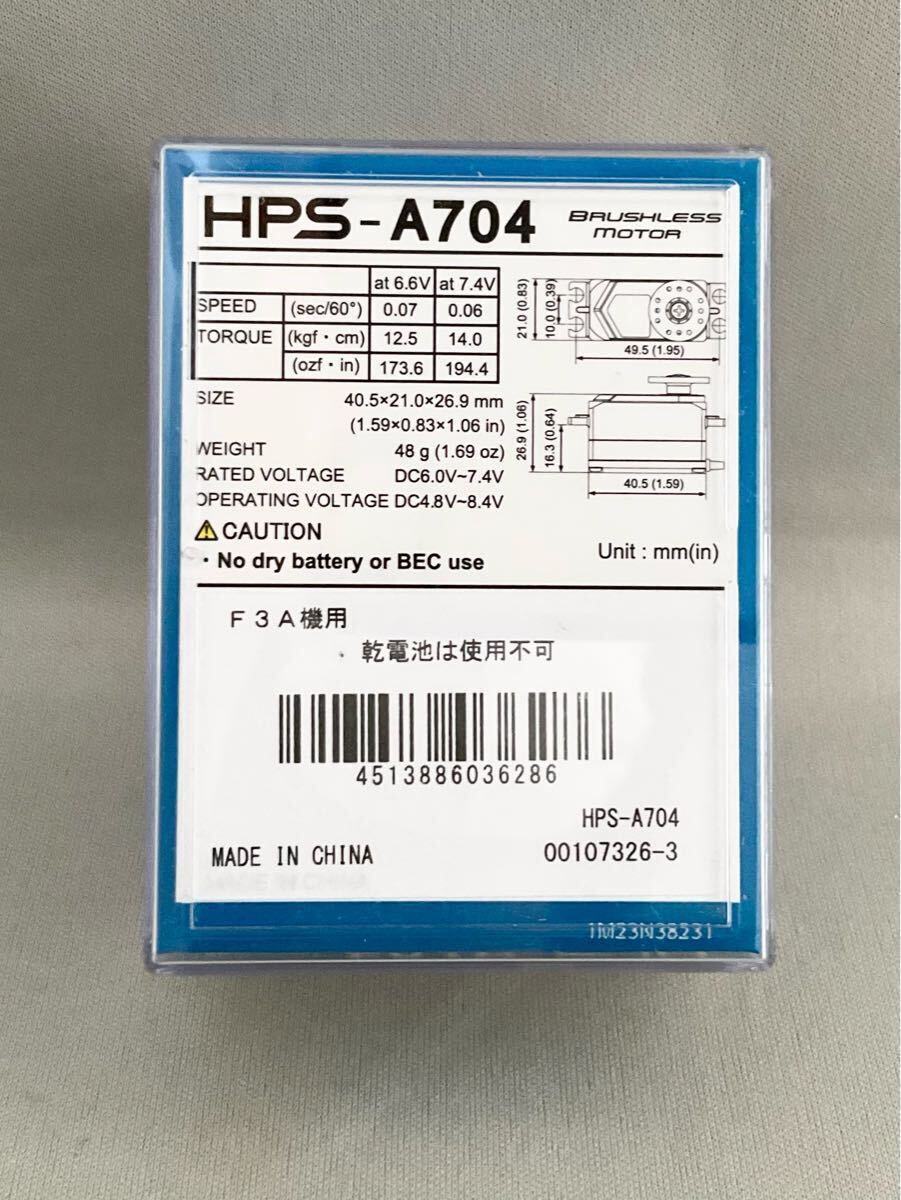 HPS-A704 BRUSHLESS MOTOR
at 6.6V at 7.4V
SPEED (sec/60°) 0.07 0.06
TORQUE (kgf・cm) 12.5 14.0
(ozf・in) 173.6 194.4
SIZE 40.5×21.0×26.9 mm
(1.59×0.83×1.06 in)
WEIGHT 48 g (1.69 oz)
RATED VOLTAGE DC6.0V~7.4V
OPERATING VOLTAGE DC4.8V~8.4V
21.0 (0.83)
10.0 (0.39)
49.5 (1.95)
26.9 (1.06)
16.3 (0.64)
40.5 (1.59)
CAUTION
・No dry battery or BEC use
Unit : mm(in)
F3A機用
．乾電池は使用不可
4513886036286
HPS-A704
MADE IN CHINA 00107326-3
1M23N38231